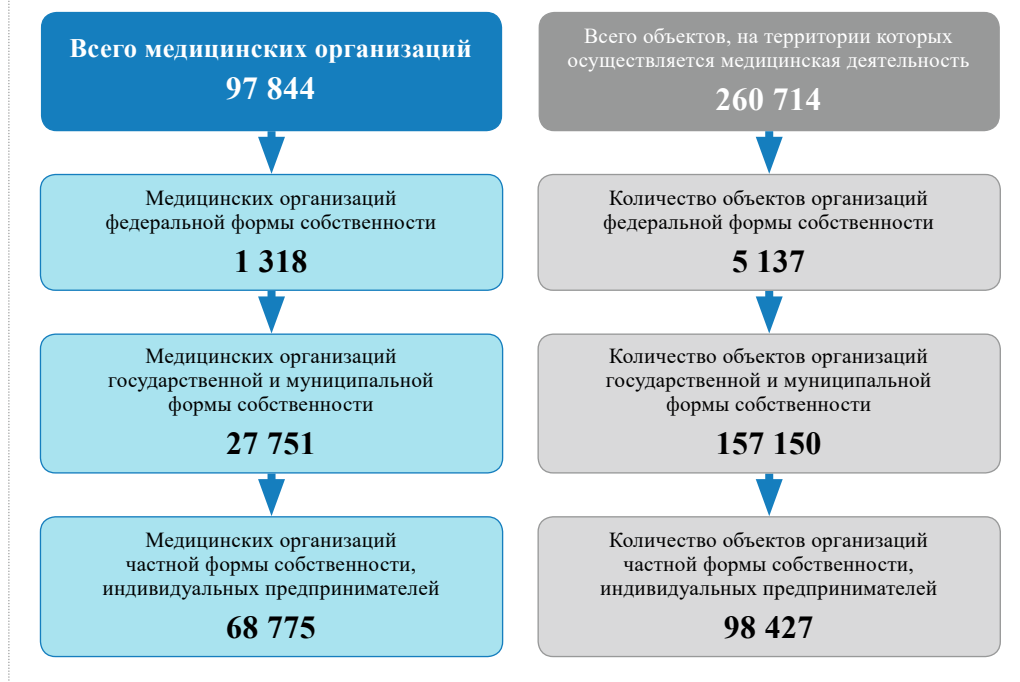 Всего медицинских организаций
97 844
Медицинских организаций
федеральной формы собственности
1 318
Медицинских организаций
государственной и муниципальной
формы собственности
27 751
Медицинских организаций
частной формы собственности,
индивидуальных предпринимателей
68 775
Всего объектов, на территории которых
осуществляется медицинская деятельность
260 714
Количество объектов организаций
федеральной формы собственности
5 137
Количество объектов организаций
государственной и муниципальной
формы собственности
157 150
Количество объектов организаций
частной формы собственности,
индивидуальных предпринимателей
98 427